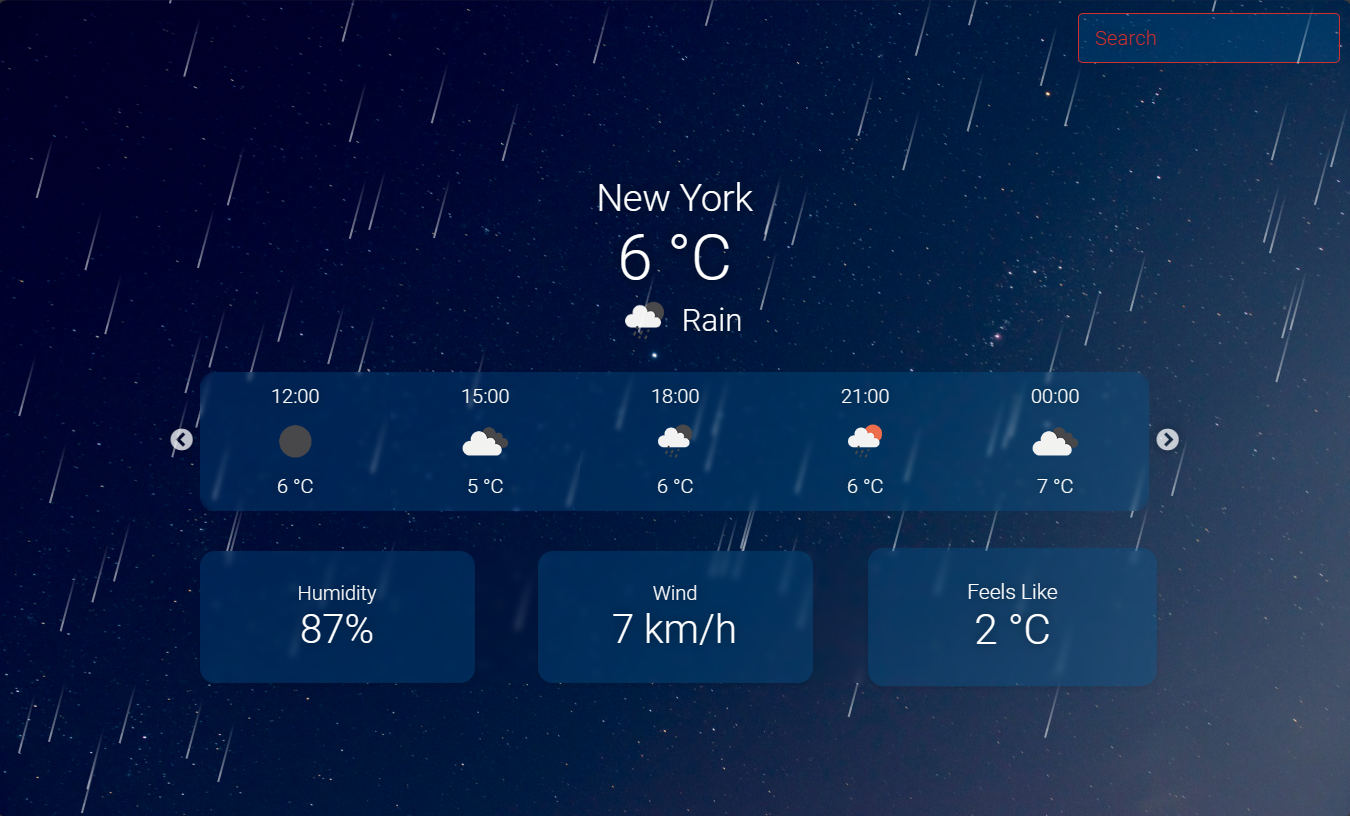 Search
New York
6 °C
Rain
12:00 15:00 18:00 21:00 00:00
6 °C 5 °C 6 °C 6 °C 7 °C
Humidity Wind Feels Like
87% 7 km/h 2 °C